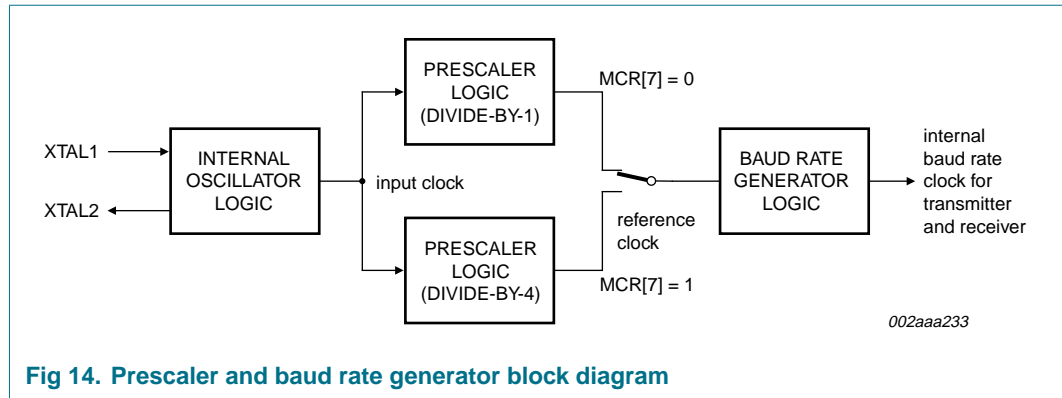 XTAL1
XTAL2
INTERNAL
OSCILLATOR
LOGIC
input clock
PRESCALER
LOGIC
(DIVIDE-BY-1)
MCR[7] = 0
PRESCALER
LOGIC
(DIVIDE-BY-4)
MCR[7] = 1
reference
clock
BAUD RATE
GENERATOR
LOGIC
internal
baud rate
clock for
transmitter
and receiver
002aaa233
Fig 14. Prescaler and baud rate generator block diagram